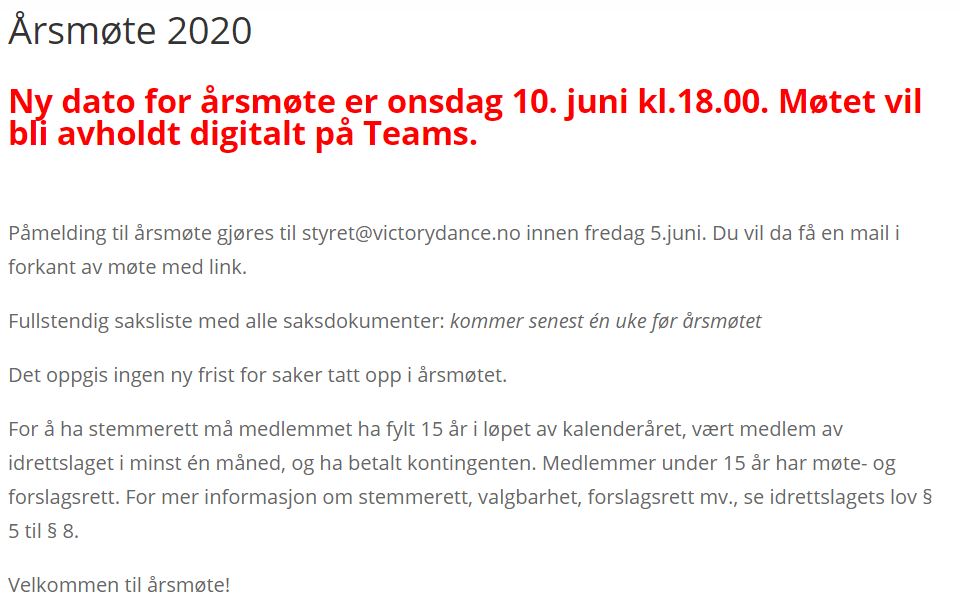 Årsmøte 2020
Ny dato for årsmøte er onsdag 10. juni kl.18.00. Møtet vil
bli avholdt digitalt på Teams.
Påmelding til årsmøte gjøres til styret@victorydance.no innen fredag 5.juni. Du vil da få en mail i
forkant av møte med link.
Fullstendig saksliste med alle saksdokumenter: kommer senest én uke før årsmøtet
Det oppgis ingen ny frist for saker tatt opp i årsmøtet.
For å ha stemmerett må medlemmet ha fylt 15 år i løpet av kalenderåret, vært medlem av
idrettslaget i minst én måned, og ha betalt kontingenten. Medlemmer under 15 år har møte- og
forslagsrett. For mer informasjon om stemmerett, valgbarhet, forslagsrett mv., se idrettslagets lov §
5 til § 8.
Velkommen til årsmøte!